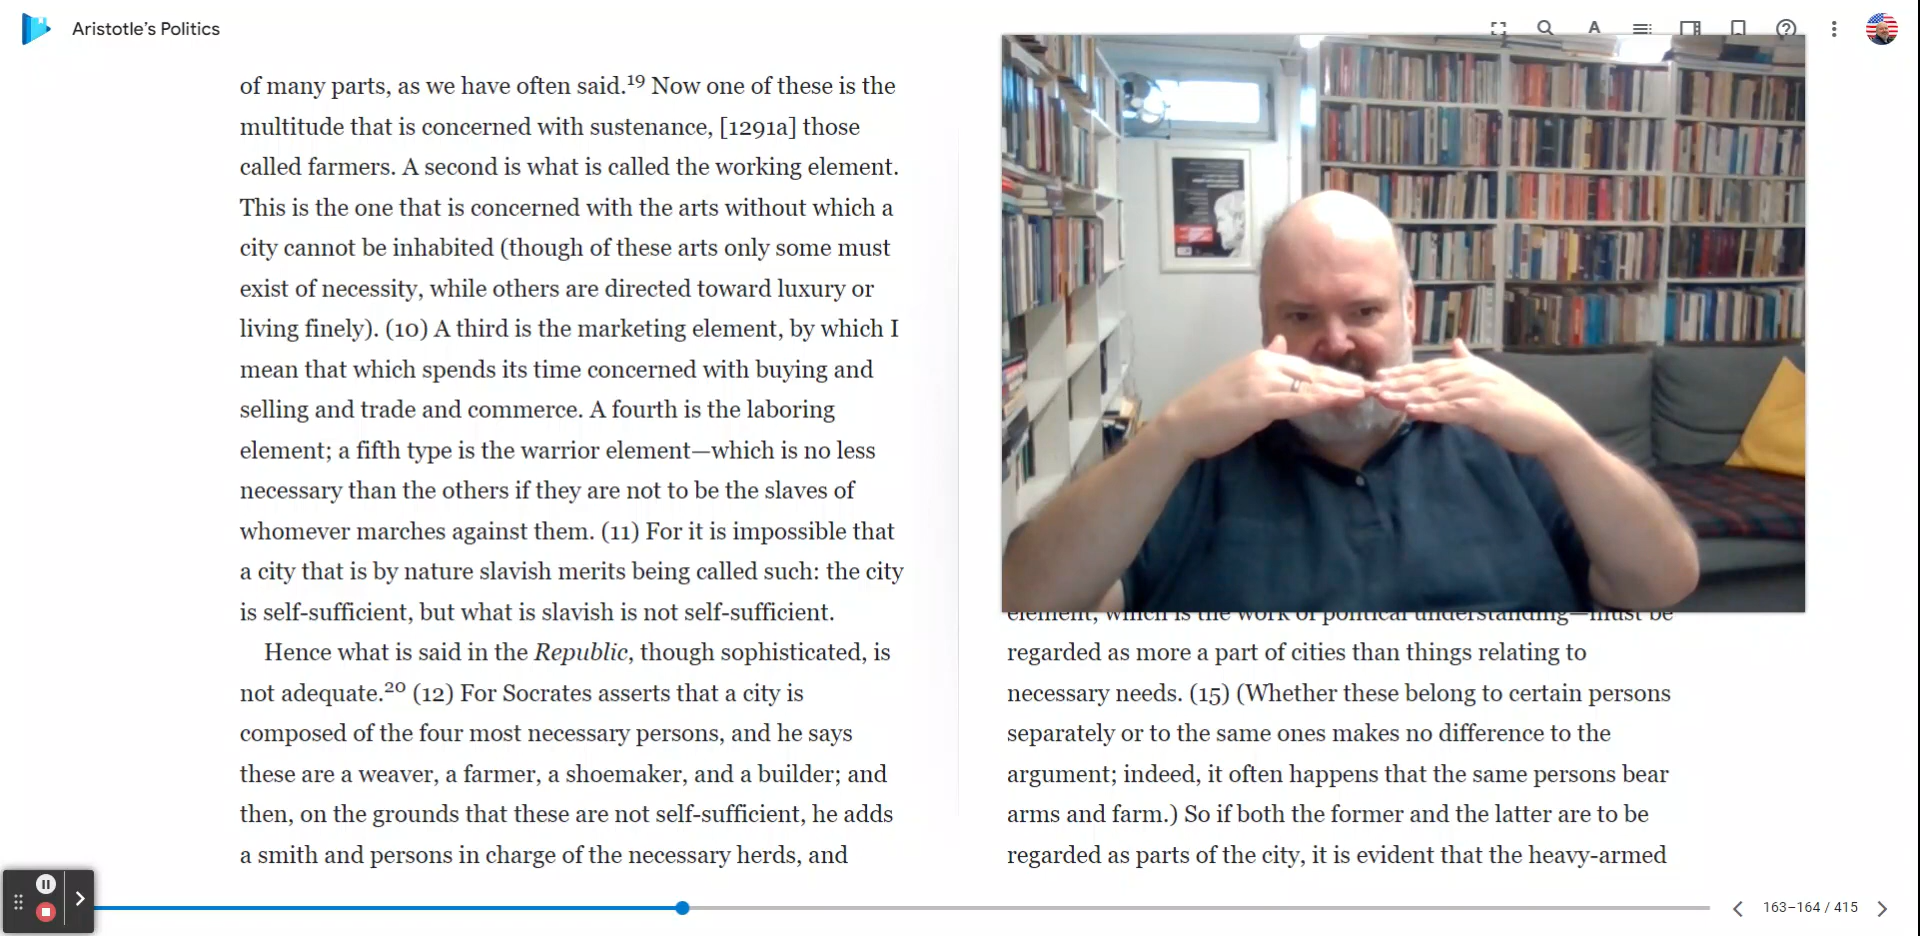 Aristotle’s Politics
of many parts, as we have often said.¹⁹ Now one of these is the
multitude that is concerned with sustenance, [1291a] those
called farmers. A second is what is called the working element.
This is the one that is concerned with the arts without which a
city cannot be inhabited (though of these arts only some must
exist of necessity, while others are directed toward luxury or
living finely). (10) A third is the marketing element, by which I
mean that which spends its time concerned with buying and
selling and trade and commerce. A fourth is the laboring
element; a fifth type is the warrior element—which is no less
necessary than the others if they are not to be the slaves of
whomever marches against them. (11) For it is impossible that
a city that is by nature slavish merits being called such: the city
is self-sufficient, but what is slavish is not self-sufficient.
Hence what is said in the Republic, though sophisticated, is
not adequate.²⁰ (12) For Socrates asserts that a city is
composed of the four most necessary persons, and he says
these are a weaver, a farmer, a shoemaker, and a builder; and
then, on the grounds that these are not self-sufficient, he adds
a smith and persons in charge of the necessary herds, and
element, which is the work of political understanding—must be
regarded as more a part of cities than things relating to
necessary needs. (15) (Whether these belong to certain persons
separately or to the same ones makes no difference to the
argument; indeed, it often happens that the same persons bear
arms and farm.) So if both the former and the latter are to be
regarded as parts of the city, it is evident that the heavy-armed
163–164 / 415